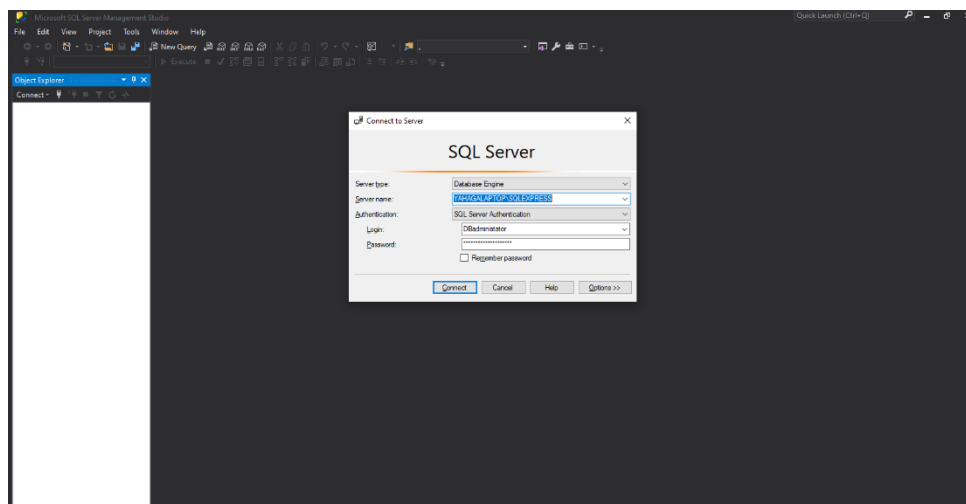 Microsoft SQL Server Management Studio
Quick Launch (Ctrl+Q)
File Edit View Project Tools Window Help
New Query
Execute
Object Explorer
Connect
Connect to Server
SQL Server
Server type: Database Engine
Server name: YAHAGALAPTOP\SQLEXPRESS
Authentication: SQL Server Authentication
Login: DBadministator
Password: ********************
Remember password
Connect Cancel Help Options >>